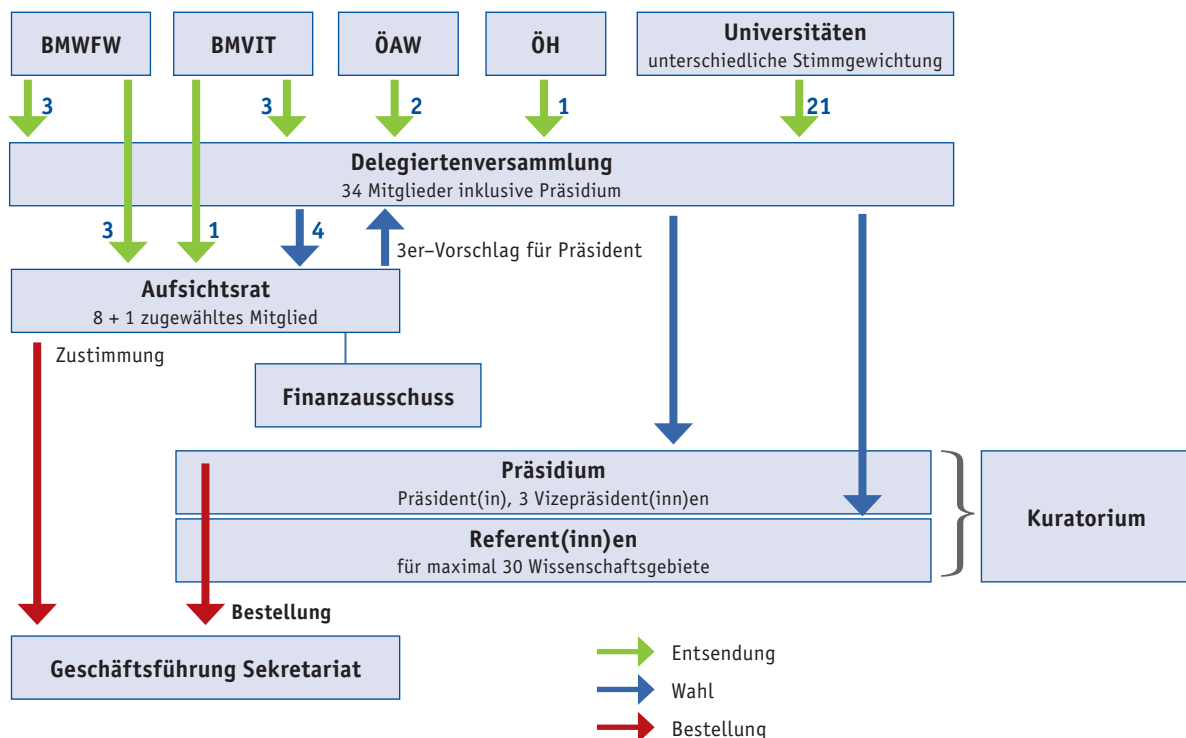 BMWFW
BMVIT
ÖAW
ÖH
Universitäten
unterschiedliche Stimmgewichtung
3
3
2
1
21
Delegiertenversammlung
34 Mitglieder inklusive Präsidium
3
1
4
3er–Vorschlag für Präsident
Aufsichtsrat
8 + 1 zugewähltes Mitglied
Zustimmung
Finanzausschuss
Präsidium
Präsident(in), 3 Vizepräsident(inn)en
Referent(inn)en
für maximal 30 Wissenschaftsgebiete
Kuratorium
Bestellung
Geschäftsführung Sekretariat
Entsendung
Wahl
Bestellung